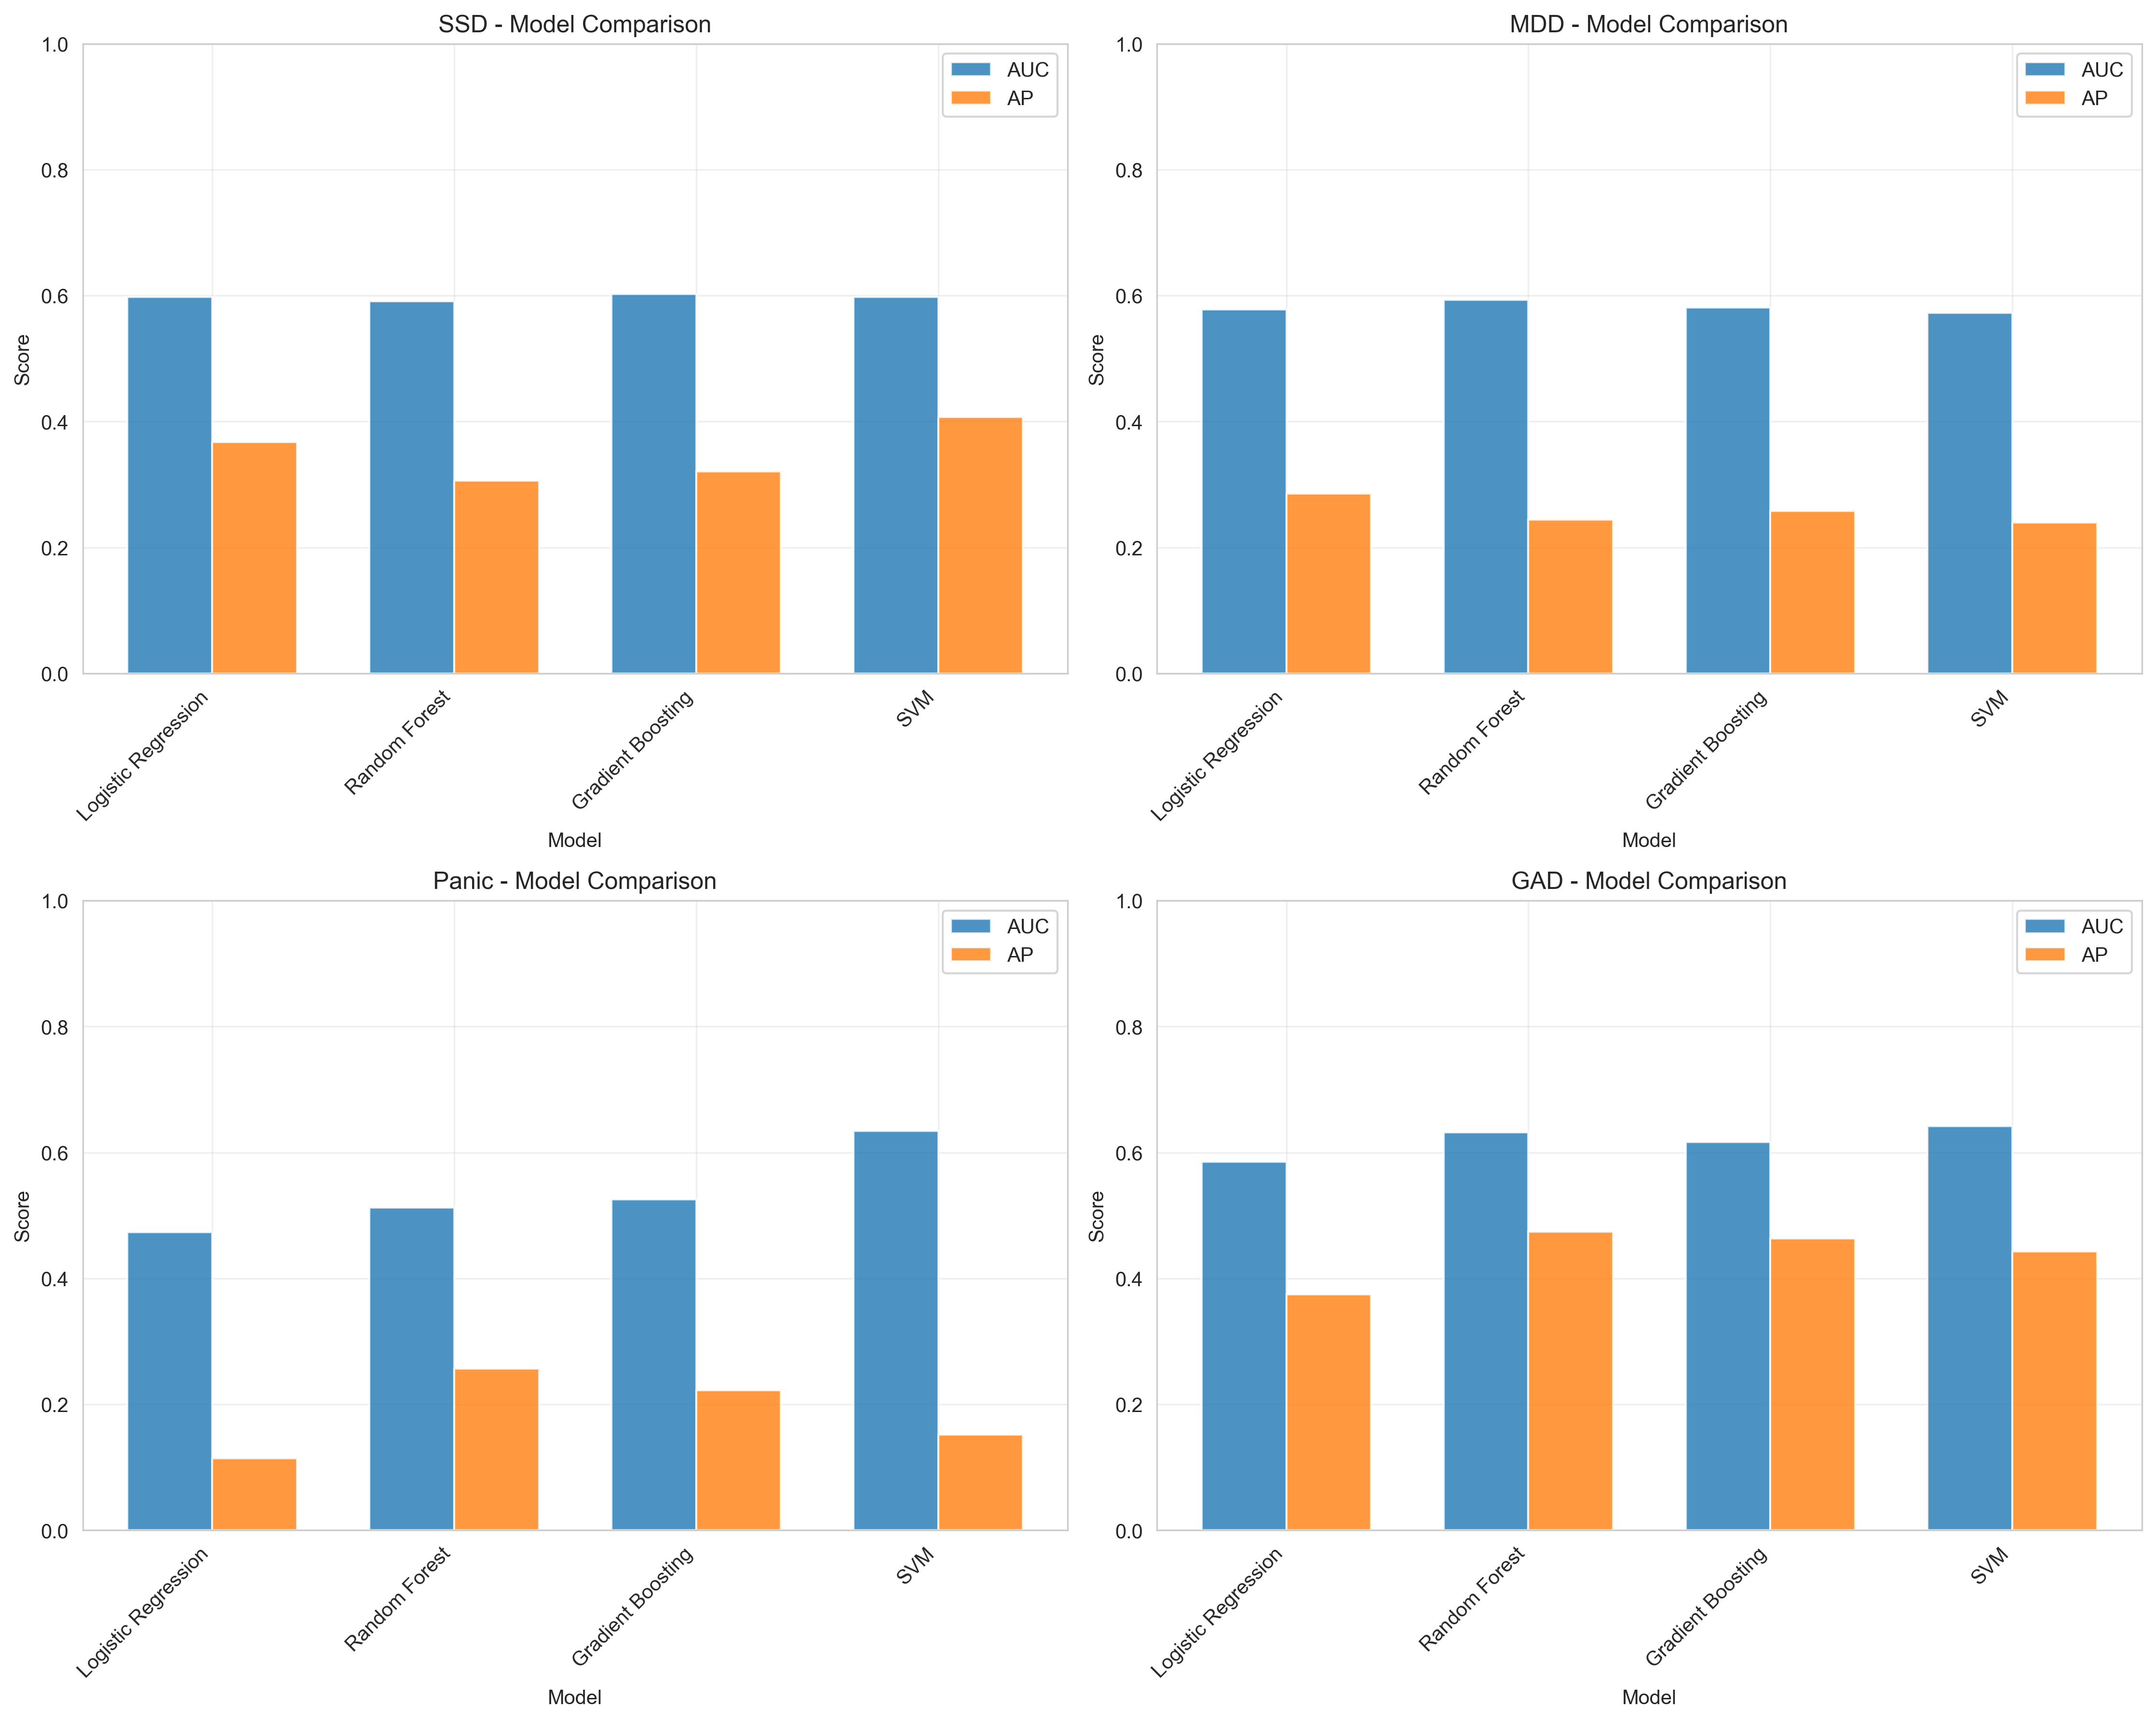 SSD - Model Comparison
1.0
0.8
0.6
0.4
0.2
0.0
Score
AUC
AP
Logistic Regression
Random Forest
Gradient Boosting
SVM
Model
MDD - Model Comparison
1.0
0.8
0.6
0.4
0.2
0.0
Score
AUC
AP
Logistic Regression
Random Forest
Gradient Boosting
SVM
Model
Panic - Model Comparison
1.0
0.8
0.6
0.4
0.2
0.0
Score
AUC
AP
Logistic Regression
Random Forest
Gradient Boosting
SVM
Model
GAD - Model Comparison
1.0
0.8
0.6
0.4
0.2
0.0
Score
AUC
AP
Logistic Regression
Random Forest
Gradient Boosting
SVM
Model